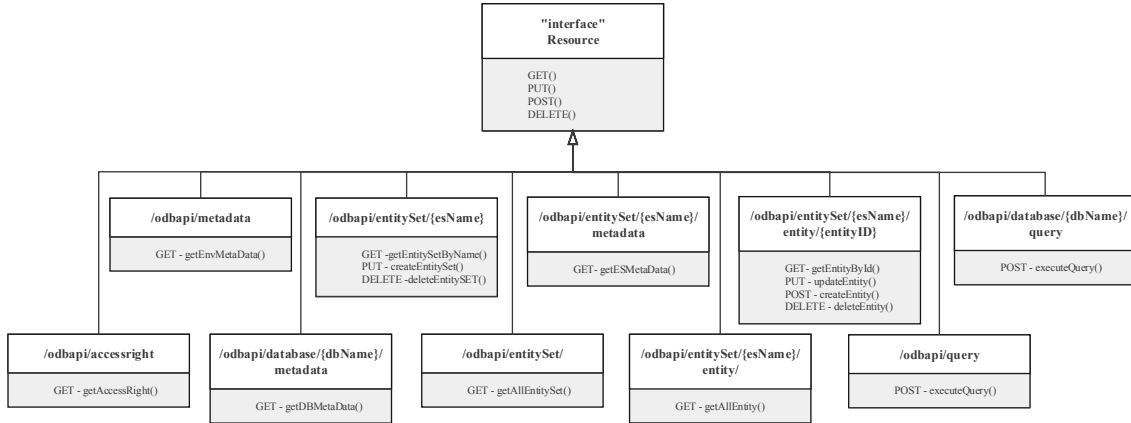 "interface"
Resource
GET()
PUT()
POST()
DELETE()
/odbapi/metadata
GET - getEnvMetaData()
/odbapi/entitySet/{esName}
GET -getEntitySetByName()
PUT - createEntitySet()
DELETE -deleteEntitySET()
/odbapi/entitySet/{esName}/
metadata
GET- getESMetaData()
/odbapi/entitySet/{esName}/
entity/{entityID}
GET- getEntityById()
PUT - updateEntity()
POST - createEntity()
DELETE - deleteEntity()
/odbapi/database/{dbName}/
query
POST - executeQuery()
/odbapi/accessright
GET - getAccessRight()
/odbapi/database/{dbName}/
metadata
GET - getDBMetaData()
/odbapi/entitySet/
GET - getAllEntitySet()
/odbapi/entitySet/{esName}/
entity/
GET - getAllEntity()
/odbapi/query
POST - executeQuery()